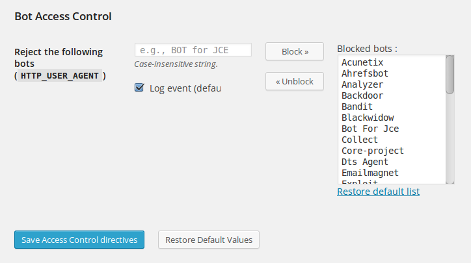 Bot Access Control
Reject the following
bots
( HTTP_USER_AGENT )
e.g., BOT for JCE
Case-insensitive string.
Log event (defau
Block »
« Unblock
Blocked bots :
Acunetix
Ahrefsbot
Analyzer
Backdoor
Bandit
Blackwidow
Bot For Jce
Collect
Core-project
Dts Agent
Emailmagnet
Exploit
Restore default list
Save Access Control directives
Restore Default Values